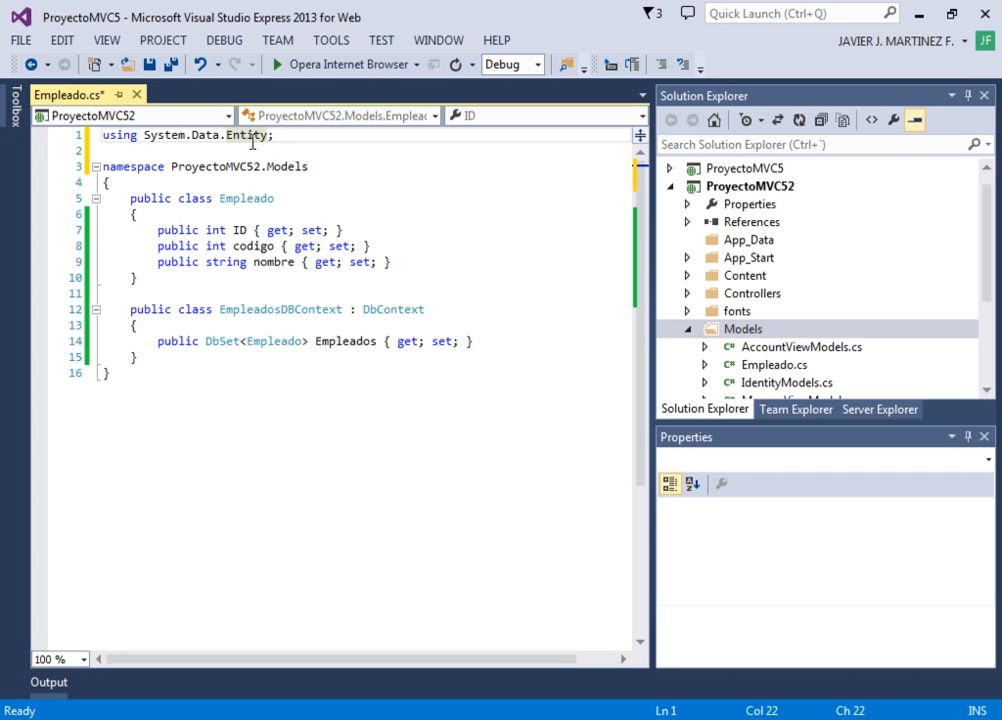 ProyectoMVC5 - Microsoft Visual Studio Express 2013 for Web
3
Quick Launch (Ctrl+Q)
FILE EDIT VIEW PROJECT DEBUG TEAM TOOLS TEST WINDOW HELP
JAVIER J. MARTINEZ F. JF
Opera Internet Browser Debug
Toolbox
Empleado.cs*
ProyectoMVC52 ProyectoMVC52.Models.Emplead ID
1 using System.Data.Entity;
2
3 namespace ProyectoMVC52.Models
4 {
5 public class Empleado
6 {
7 public int ID { get; set; }
8 public int codigo { get; set; }
9 public string nombre { get; set; }
10 }
11
12 public class EmpleadosDBContext : DbContext
13 {
14 public DbSet<Empleado> Empleados { get; set; }
15 }
16 }
100 %
Solution Explorer
Search Solution Explorer (Ctrl+`)
ProyectoMVC5
ProyectoMVC52
Properties
References
App_Data
App_Start
Content
Controllers
fonts
Models
C# AccountViewModels.cs
C# Empleado.cs
C# IdentityModels.cs
Solution Explorer Team Explorer Server Explorer
Properties
Output
Ready Ln 1 Col 22 Ch 22 INS